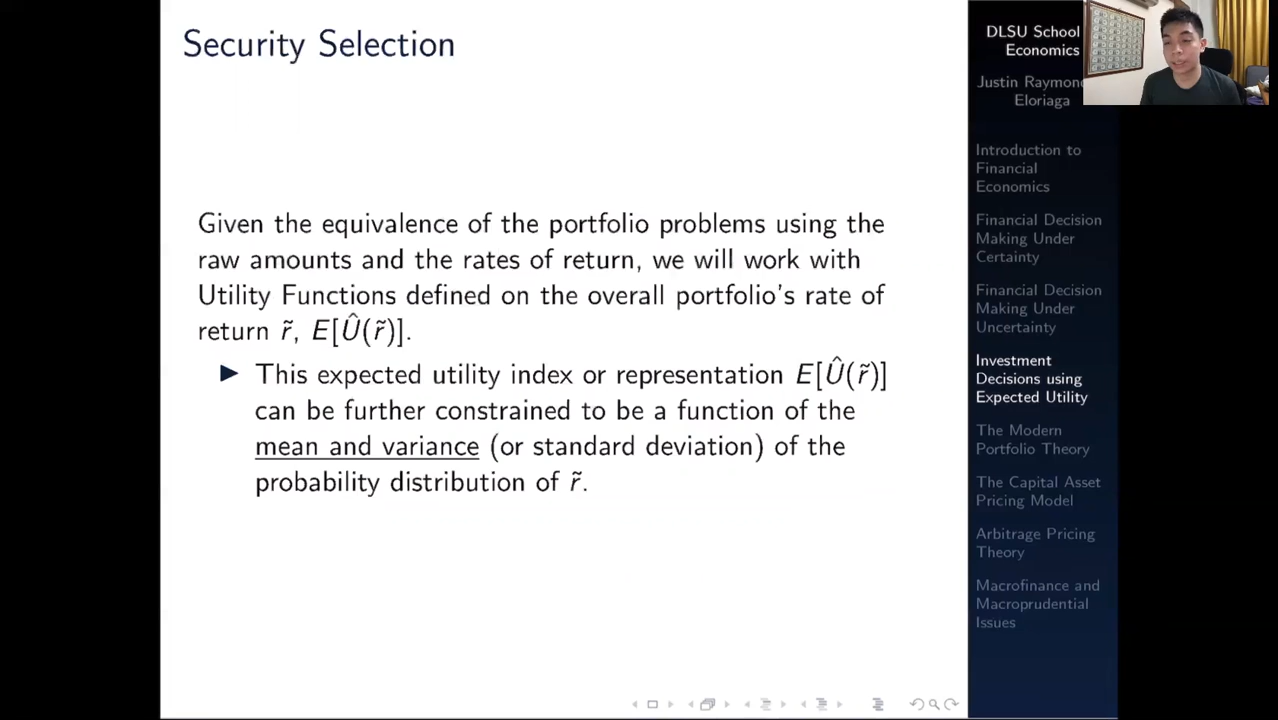 Security Selection
Given the equivalence of the portfolio problems using the
raw amounts and the rates of return, we will work with
Utility Functions defined on the overall portfolio's rate of
return r̃, E[Û(r̃)].
▶ This expected utility index or representation E[Û(r̃)]
can be further constrained to be a function of the
mean and variance (or standard deviation) of the
probability distribution of r̃.
DLSU School
Economics
Justin Raymon
Eloriaga
Introduction to
Financial
Economics
Financial Decision
Making Under
Certainty
Financial Decision
Making Under
Uncertainty
Investment
Decisions using
Expected Utility
The Modern
Portfolio Theory
The Capital Asset
Pricing Model
Arbitrage Pricing
Theory
Macrofinance and
Macroprudential
Issues